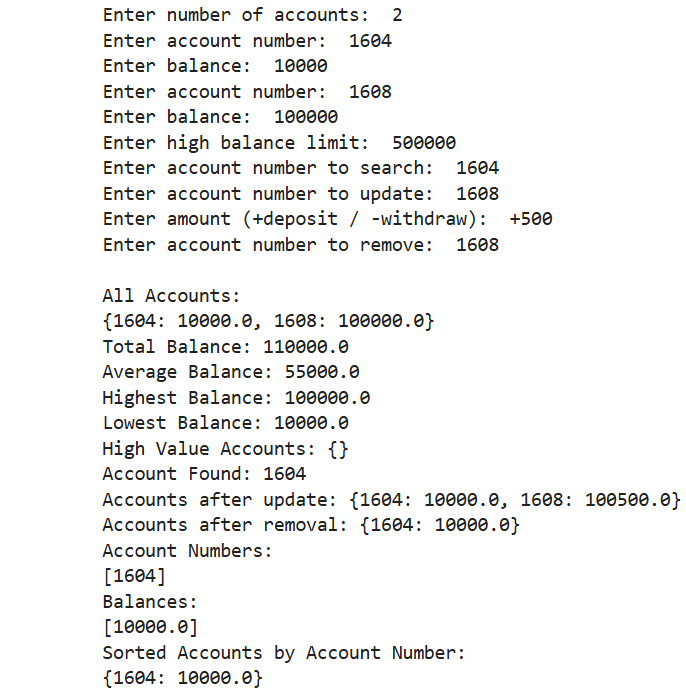 Enter number of accounts:  2
Enter account number:  1604
Enter balance:  10000
Enter account number:  1608
Enter balance:  100000
Enter high balance limit:  500000
Enter account number to search:  1604
Enter account number to update:  1608
Enter amount (+deposit / -withdraw):  +500
Enter account number to remove:  1608

All Accounts:
{1604: 10000.0, 1608: 100000.0}
Total Balance: 110000.0
Average Balance: 55000.0
Highest Balance: 100000.0
Lowest Balance: 10000.0
High Value Accounts: {}
Account Found: 1604
Accounts after update: {1604: 10000.0, 1608: 100500.0}
Accounts after removal: {1604: 10000.0}
Account Numbers:
[1604]
Balances:
[10000.0]
Sorted Accounts by Account Number:
{1604: 10000.0}